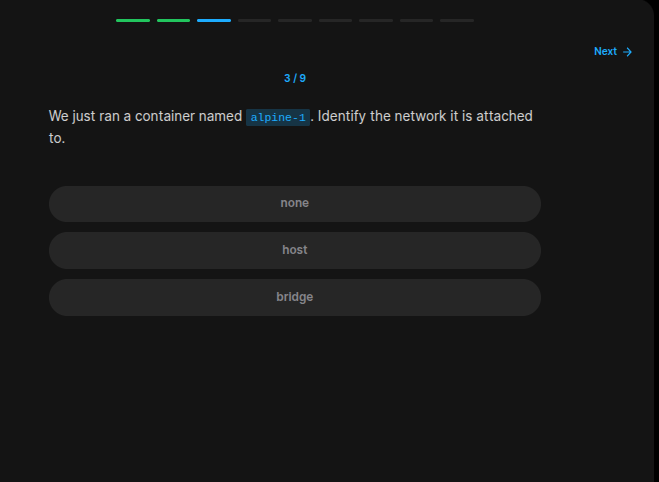 Next →
3 / 9
We just ran a container named alpine-1. Identify the network it is attached
to.
none
host
bridge